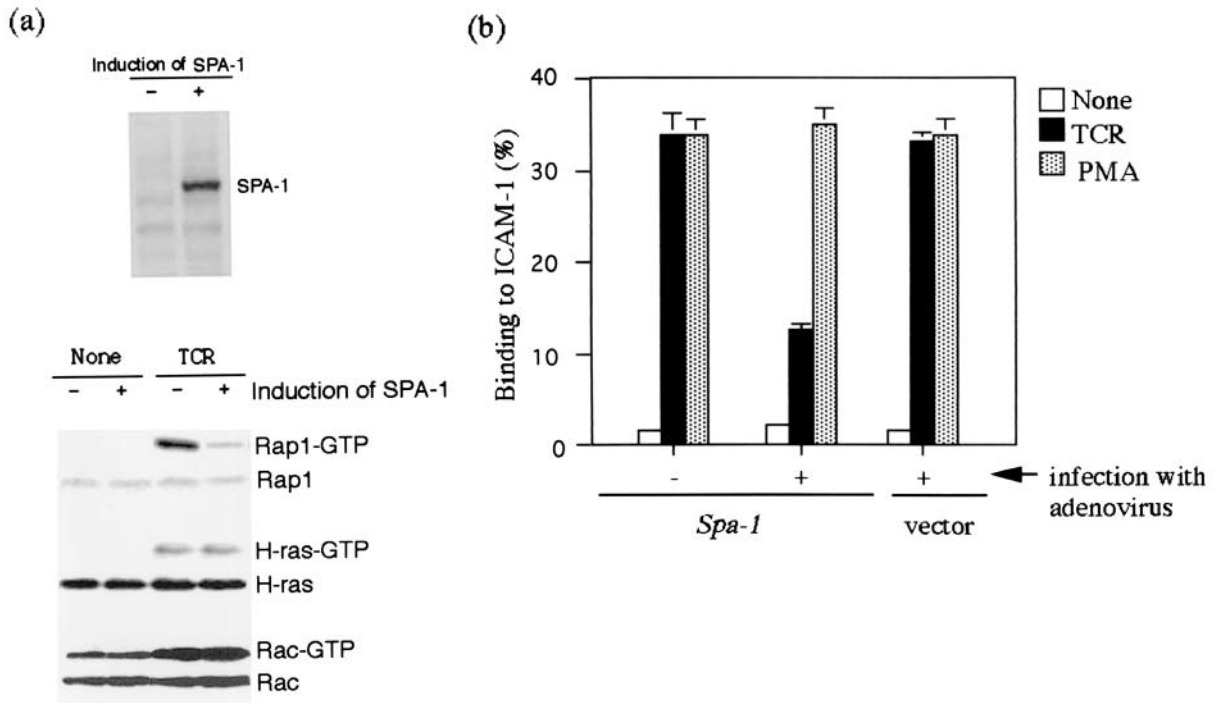 (a)
Induction of SPA-1
- +
SPA-1
None TCR
- + - + Induction of SPA-1
Rap1-GTP
Rap1
H-ras-GTP
H-ras
Rac-GTP
Rac
(b)
Binding to ICAM-1 (%)
40
30
20
10
0
None
TCR
PMA
- + +
infection with
adenovirus
Spa-1 vector